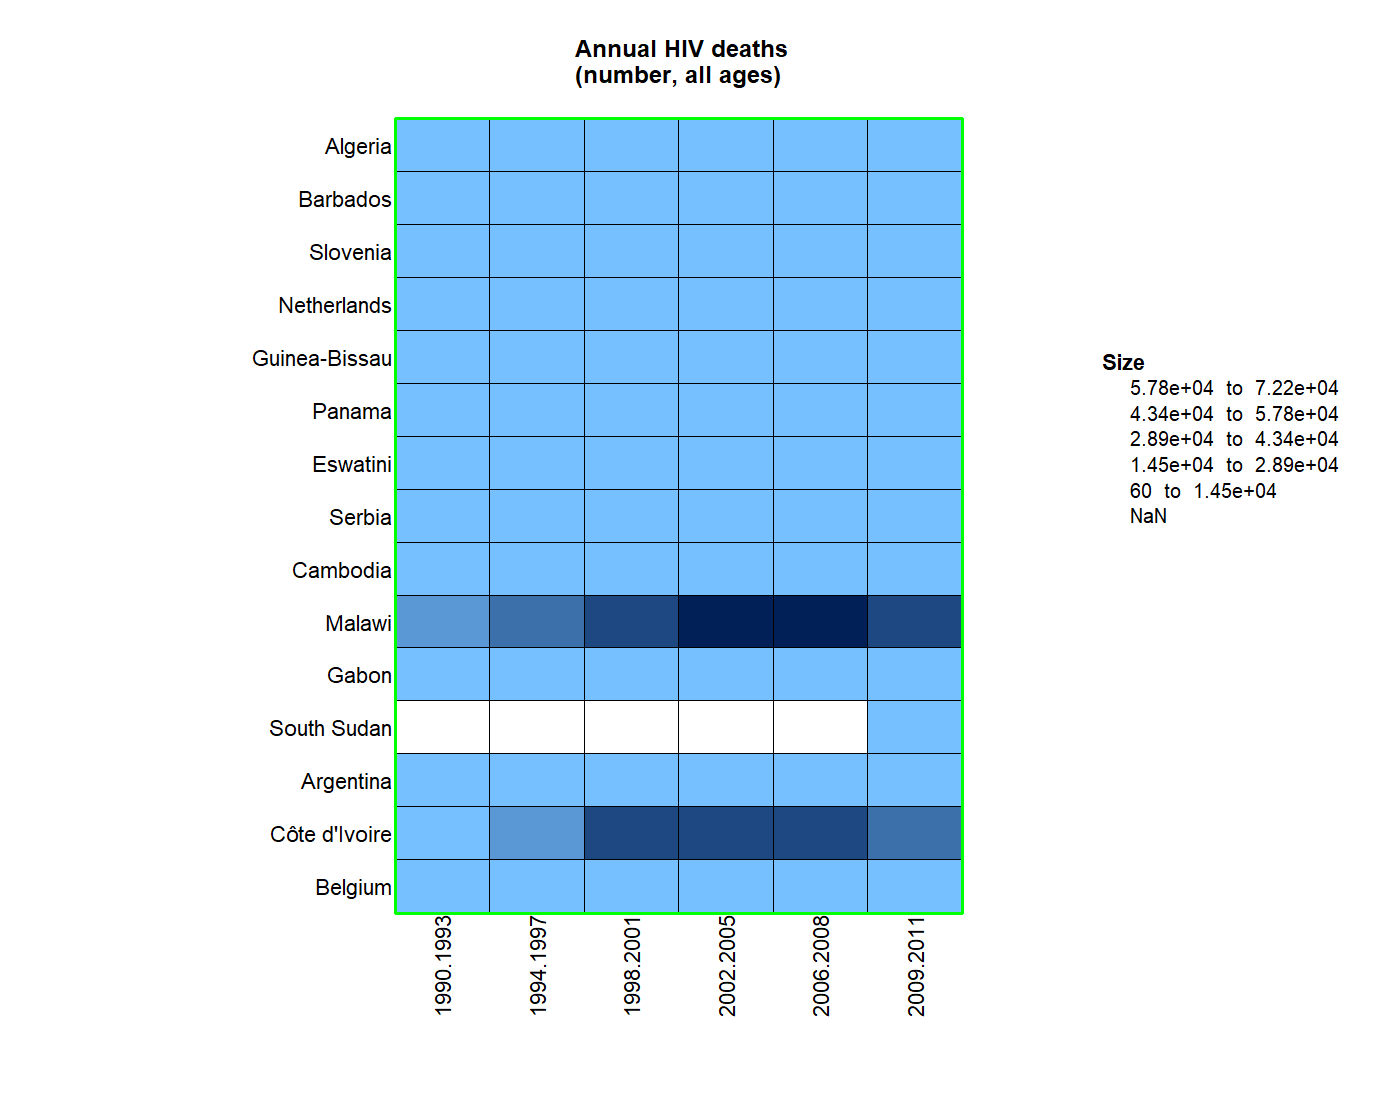 Annual HIV deaths
(number, all ages)
Algeria
Barbados
Slovenia
Netherlands
Guinea-Bissau
Panama
Eswatini
Serbia
Cambodia
Malawi
Gabon
South Sudan
Argentina
Côte d'Ivoire
Belgium
1990.1993
1994.1997
1998.2001
2002.2005
2006.2008
2009.2011
Size
5.78e+04 to 7.22e+04
4.34e+04 to 5.78e+04
2.89e+04 to 4.34e+04
1.45e+04 to 2.89e+04
60 to 1.45e+04
NaN